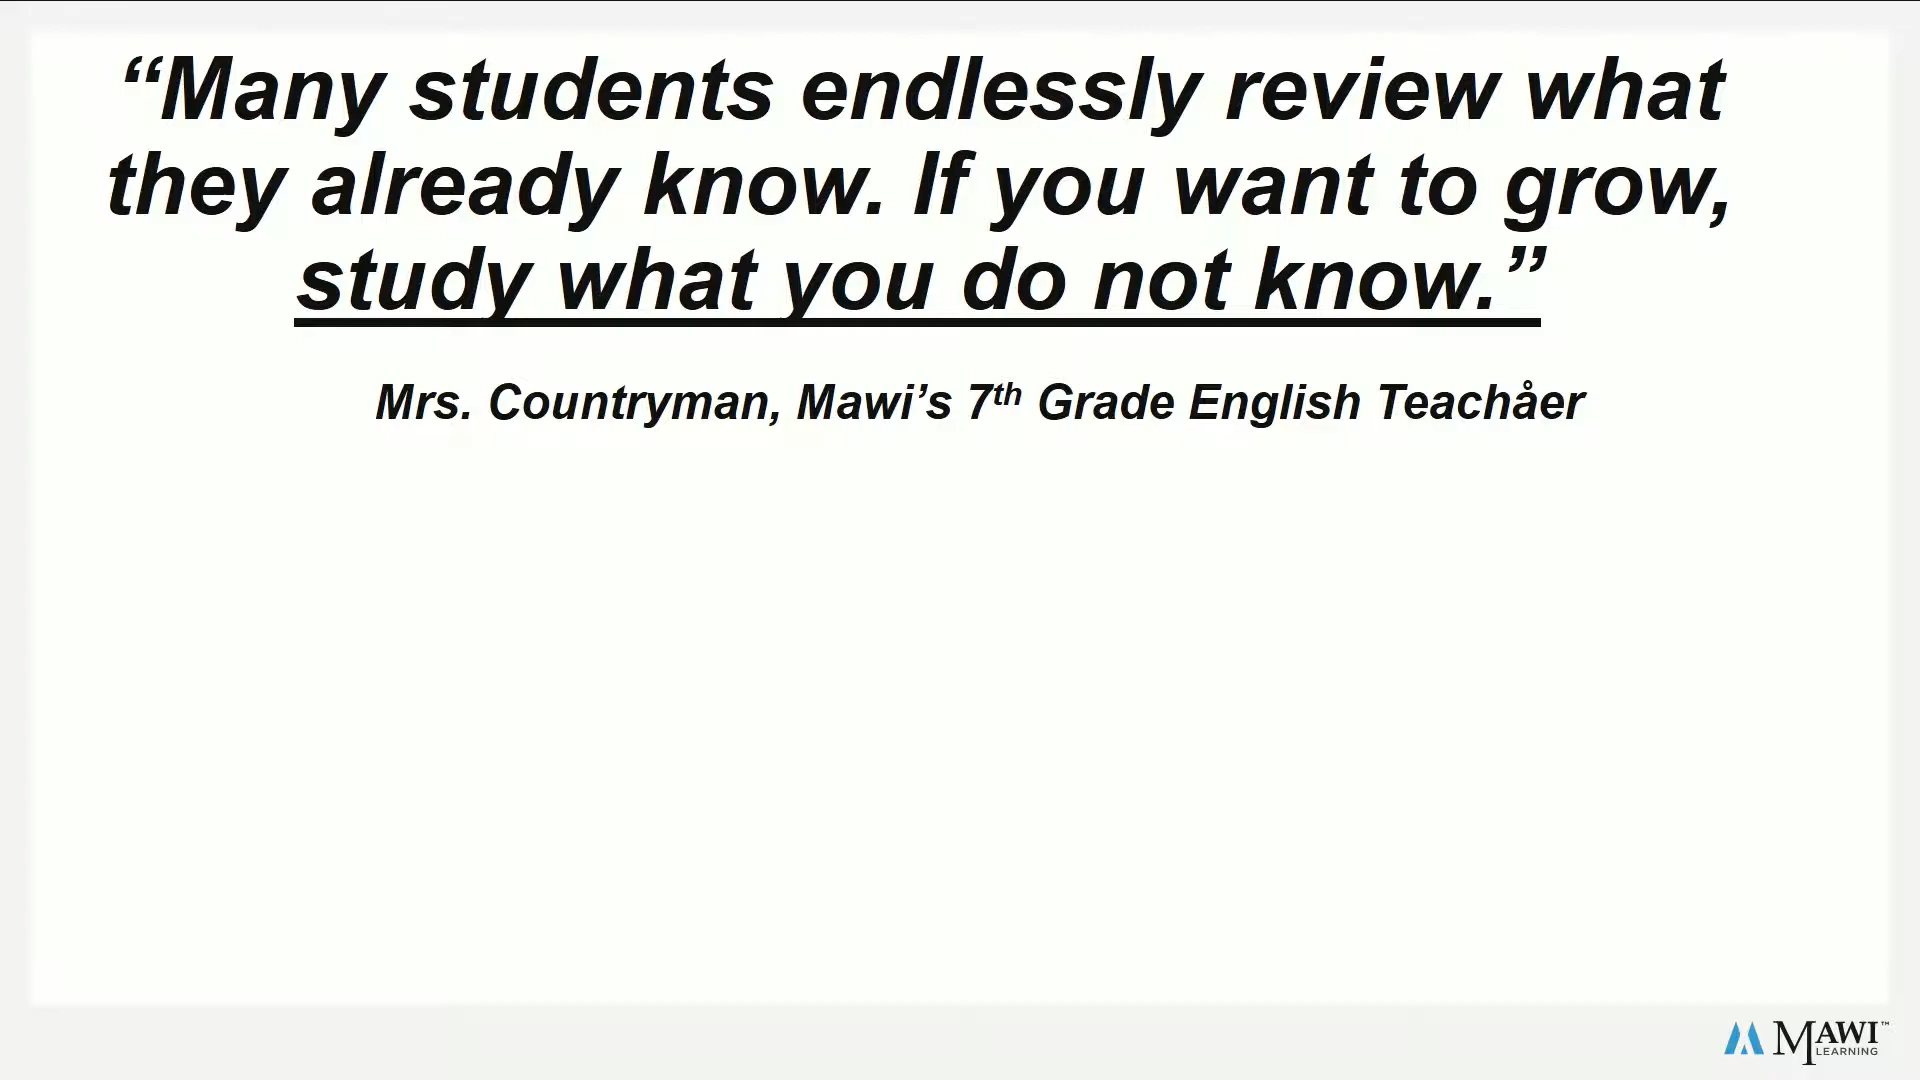 “Many students endlessly review what
they already know. If you want to grow,
study what you do not know.”
Mrs. Countryman, Mawi’s 7th Grade English Teachåer
MAWI™
LEARNING